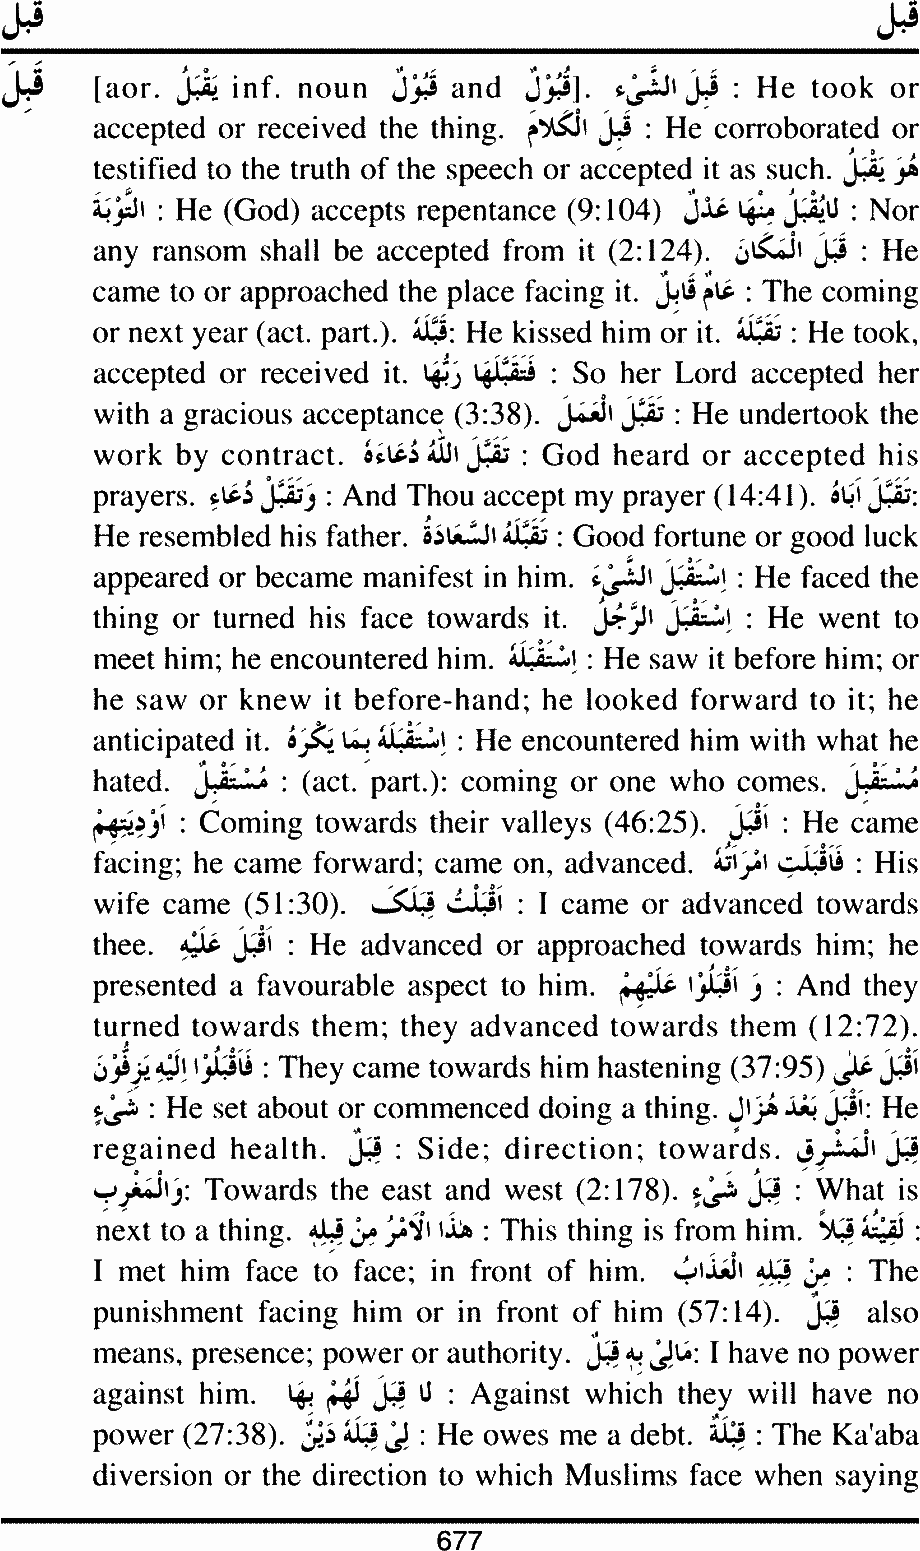 قبل قبل
قَبِلَ [aor. يَقْبَلُ inf. noun قَبُوْلٌ and قُبُوْلٌ]. قَبِلَ الشَّيْءَ : He took or
accepted or received the thing. قَبِلَ الْكَلَامَ : He corroborated or
testified to the truth of the speech or accepted it as such. هُوَ يَقْبَلُ
التَّوْبَةَ : He (God) accepts repentance (9:104) لَايُقْبَلُ مِنْهَا عَدْلٌ : Nor
any ransom shall be accepted from it (2:124). قَبَلَ الْمَكَانَ : He
came to or approached the place facing it. عَامٌ قَابِلٌ : The coming
or next year (act. part.). قَبَّلَهُ: He kissed him or it. تَقَبَّلَهُ : He took,
accepted or received it. فَتَقَبَّلَهَا رَبُّهَا : So her Lord accepted her
with a gracious acceptance (3:38). تَقَبَّلَ الْعَمَلَ : He undertook the
work by contract. تَقَبَّلَ اللّٰهُ دُعَاءَهُ : God heard or accepted his
prayers. وَتَقَبَّلْ دُعَاءِ : And Thou accept my prayer (14:41). تَقَبَّلَ اَبَاهُ:
He resembled his father. تَقَبَّلَهُ السَّعَادَةُ : Good fortune or good luck
appeared or became manifest in him. اِسْتَقْبَلَ الشَّيْءَ : He faced the
thing or turned his face towards it. اِسْتَقْبَلَ الرَّجُلَ : He went to
meet him; he encountered him. اِسْتَقْبَلَهُ : He saw it before him; or
he saw or knew it before-hand; he looked forward to it; he
anticipated it. اِسْتَقْبَلَهُ بِمَا يَكْرَهُ : He encountered him with what he
hated. مُسْتَقْبِلٌ : (act. part.): coming or one who comes. مُسْتَقْبِلَ
اَوْدِيَتِهِمْ : Coming towards their valleys (46:25). اَقْبَلَ : He came
facing; he came forward; came on, advanced. فَاَقْبَلَتِ امْرَاَتُهُ : His
wife came (51:30). اَقْبَلْتُ قِبَلَكَ : I came or advanced towards
thee. اَقْبَلَ عَلَيْهِ : He advanced or approached towards him; he
presented a favourable aspect to him. وَ اَقْبَلُوْا عَلَيْهِمْ : And they
turned towards them; they advanced towards them (12:72).
فَاَقْبَلُوْا اِلَيْهِ يَزِفُّوْنَ : They came towards him hastening (37:95) اَقْبَلَ عَلٰى
شَيْءٍ : He set about or commenced doing a thing. اَقْبَلَ بَعْدَ هُزَالٍ: He
regained health. قِبَلٌ : Side; direction; towards. قِبَلَ الْمَشْرِقِ
وَالْمَغْرِبِ: Towards the east and west (2:178). قِبَلُ شَيْءٍ : What is
next to a thing. هٰذَا الْاَمْرُ مِنْ قِبَلِهِ : This thing is from him. لَقِيْتُهُ قِبَلًا :
I met him face to face; in front of him. مِنْ قِبَلِهِ الْعَذَابُ : The
punishment facing him or in front of him (57:14). قِبَلٌ also
means, presence; power or authority. مَالِيْ بِهِ قِبَلٌ: I have no power
against him. لَا قِبَلَ لَهُمْ بِهَا : Against which they will have no
power (27:38). لِيْ قِبَلَهُ دَيْنٌ : He owes me a debt. قِبْلَةٌ : The Ka'aba
diversion or the direction to which Muslims face when saying
677